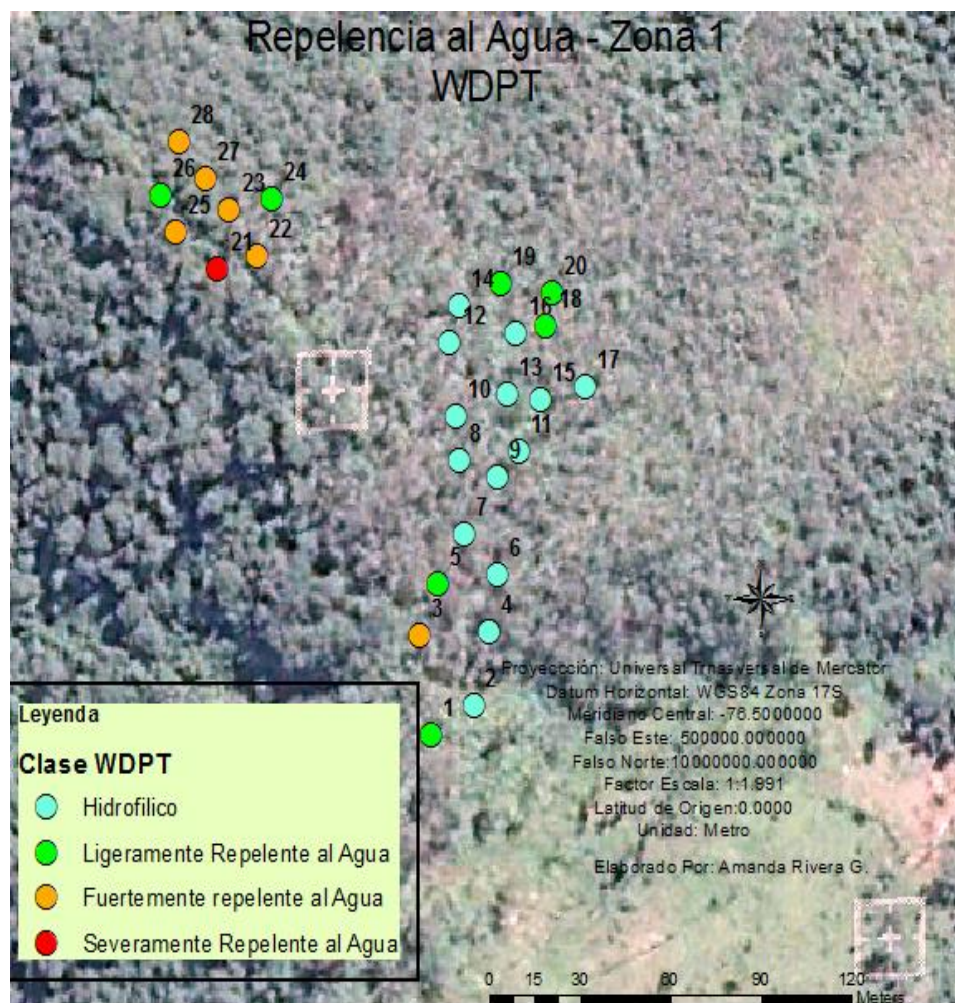 Repelencia al Agua - Zona 1
WDPT
28
27
26
24
23
25
22
21
19
20
14
18
16
12
17
13
15
10
11
8
9
7
6
5
3
4
2
1
Proyeccción: Universal Trnasversal de Mercator
Datum Horizontal: WGS84 Zona 17S
Meridiano Central: -76.5000000
Falso Este: 500000.000000
Falso Norte:10000000.000000
Factor Escala: 1:1.991
Latitud de Origen:0.0000
Unidad: Metro
Elaborado Por: Amanda Rivera G.
Leyenda
Clase WDPT
Hidrofilico
Ligeramente Repelente al Agua
Fuertemente repelente al Agua
Severamente Repelente al Agua
0 15 30 60 90 120
Meters